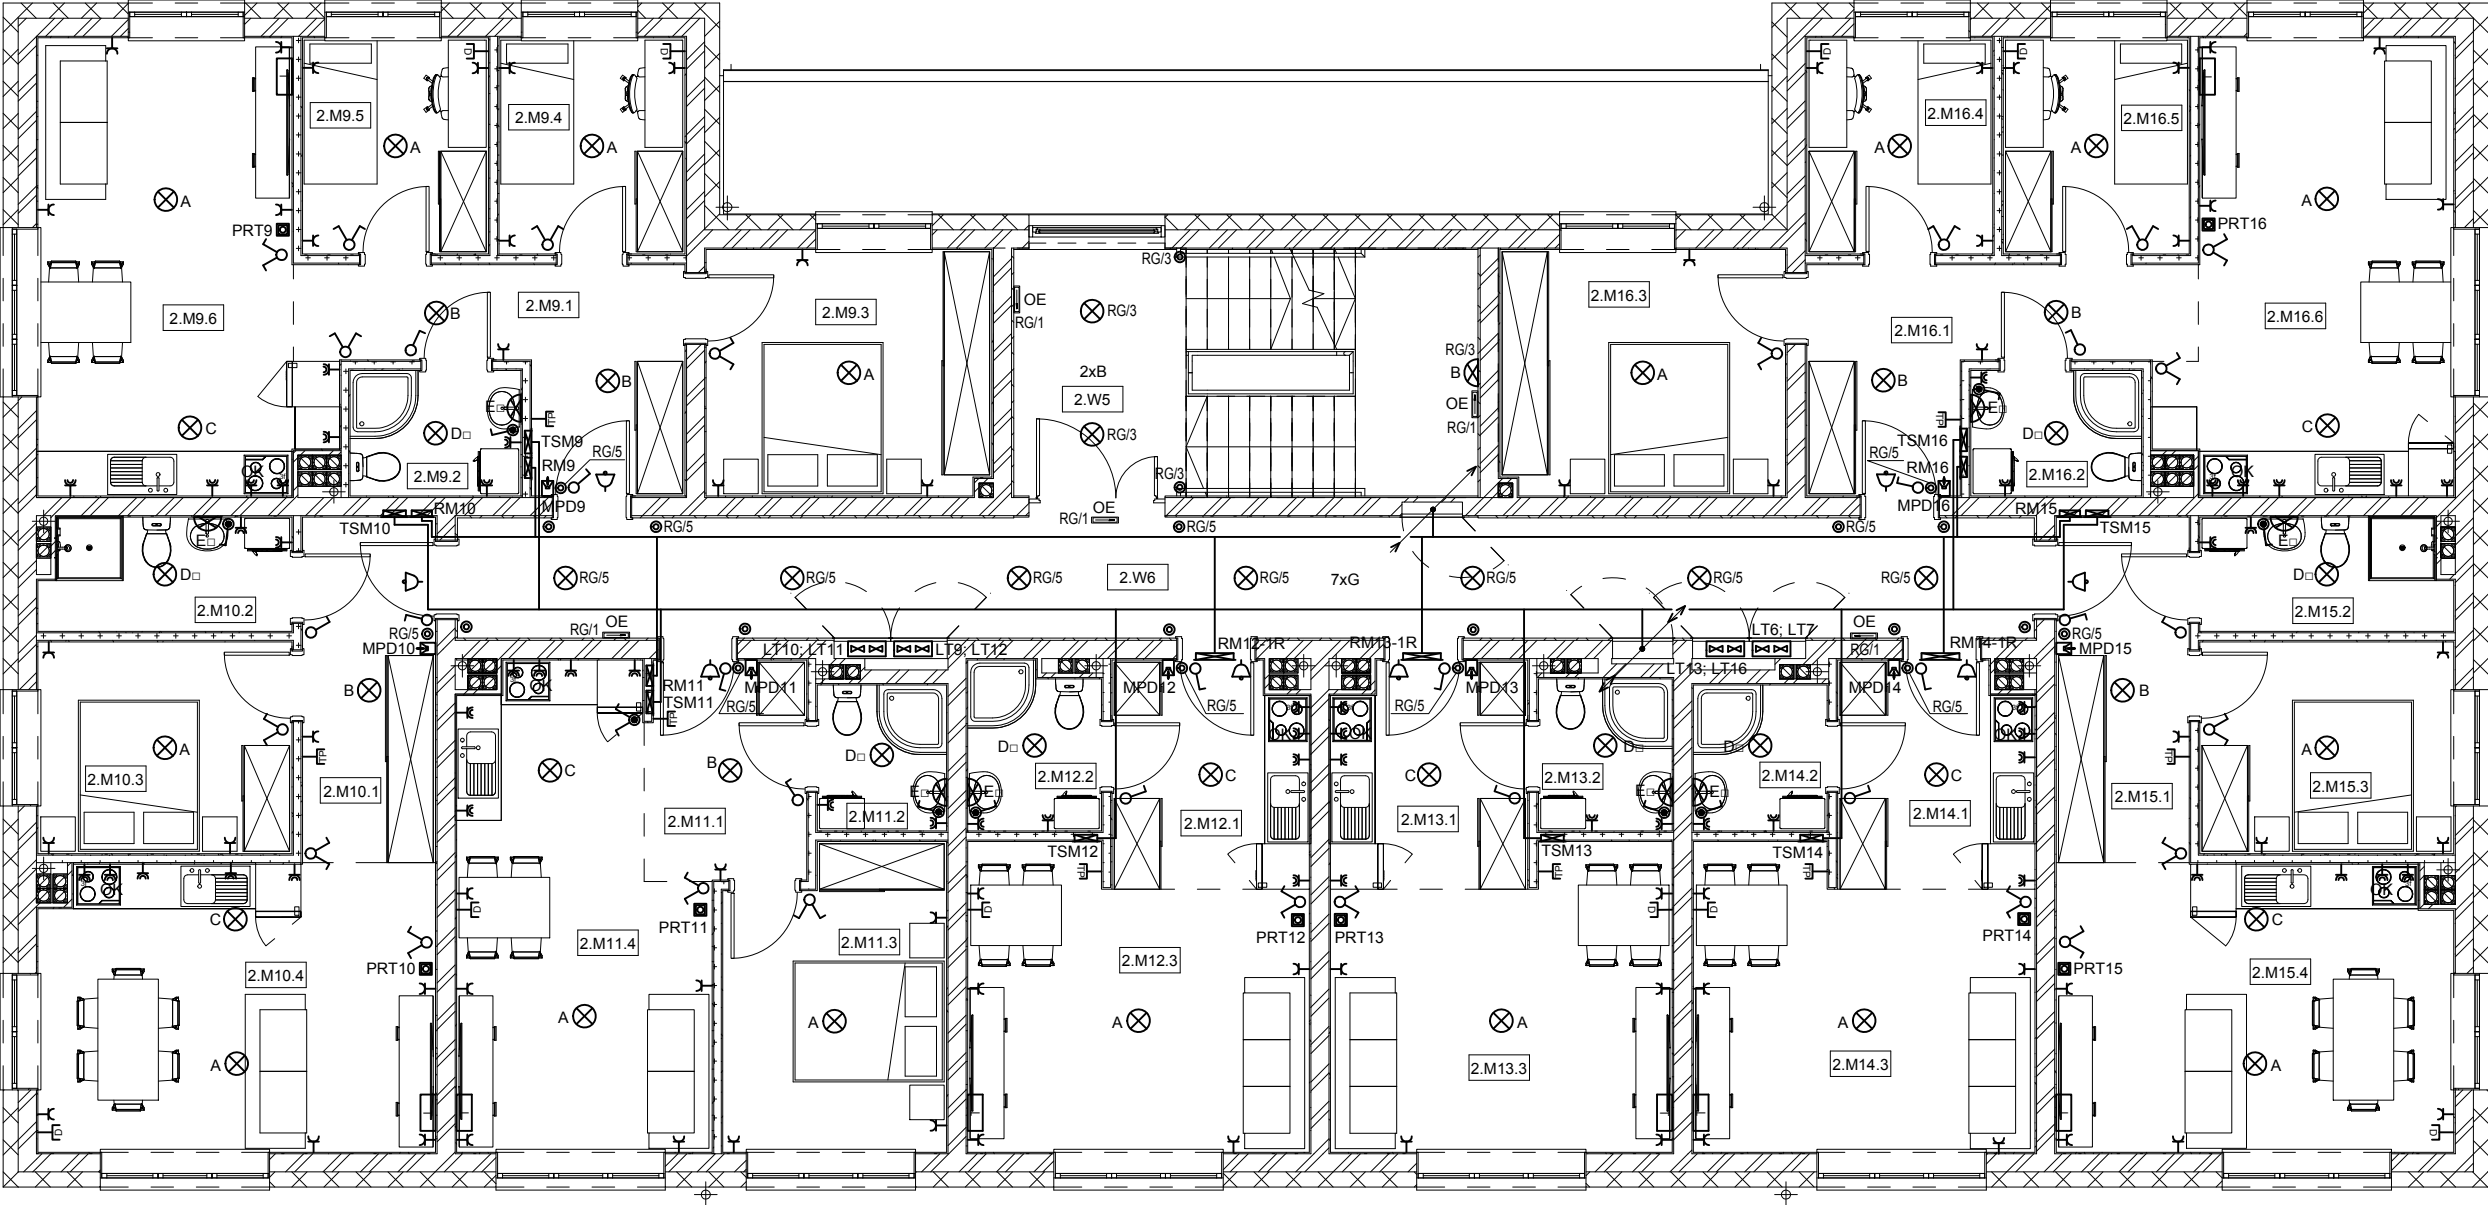 2.M9.5
2.M9.4
A
A
A
PRT9
2.M9.6
B
2.M9.1
2.M9.3
B
A
C
E□
D□
2.M9.2
TSM9
RM9
RG/5
MPD9
RG/3
OE
RG/1
RG/3
2xB
2.W5
RG/3
RG/3
RG/3
B
OE
RG/1
2.M16.4
2.M16.5
A
A
A
PRT16
2.M16.3
2.M16.1
B
2.M16.6
A
B
C
E□
D□
TSM16
RG/5
RM16
2.M16.2
K
MPD16
TSM10
RM10
RG/5
RG/1
OE
RG/5
RG/5
RG/5
RM15
TSM15
E□
D□
2.M10.2
RG/5
RG/5
RG/5
2.W6
RG/5
7xG
RG/5
RG/5
RG/5
E□
D□
2.M15.2
RG/5
MPD10
RG/1
OE
LT10; LT11
LT9; LT12
RM12-1R
RM13-1R
LT6; LT7
LT13; LT16
OE
RG/1
RM14-1R
RG/5
MPD15
K
RM11
TSM11
MPD11
RG/5
MPD12
RG/5
MPD13
RG/5
MPD14
RG/5
B
A
2.M10.3
2.M10.1
C
B
D□
E□
2.M11.1
2.M11.2
D□
2.M12.2
E□
C
2.M12.1
C
2.M13.1
D□
2.M13.2
E□
D□
2.M14.2
E□
C
2.M14.1
B
A
2.M15.1
2.M15.3
TSM12
TSM13
TSM14
K
C
K
C
PRT10
2.M10.4
PRT11
2.M11.4
2.M11.3
2.M12.3
PRT12
PRT13
PRT14
PRT15
2.M15.4
A
A
A
A
A
2.M13.3
A
2.M14.3
A